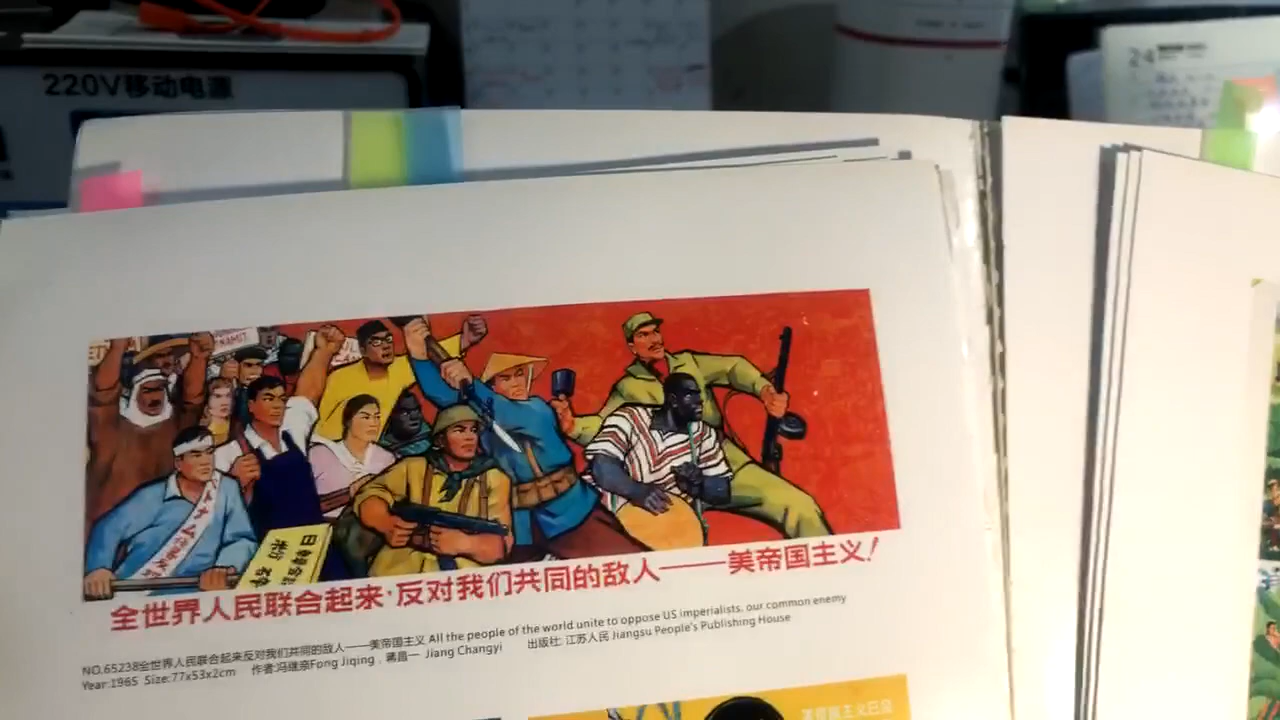 220V移动电源
24
全世界人民联合起来·反对我们共同的敌人——美帝国主义!
NO.65238全世界人民联合起来反对我们共同的敌人——美帝国主义 All the people of the world unite to oppose US imperialists, our common enemy
Year:1965 Size:77x53x2cm 作者:冯继奈Fong Jiqing , 蒋昌一 Jiang Changyi 出版社: 江苏人民 Jiangsu People's Publishing House